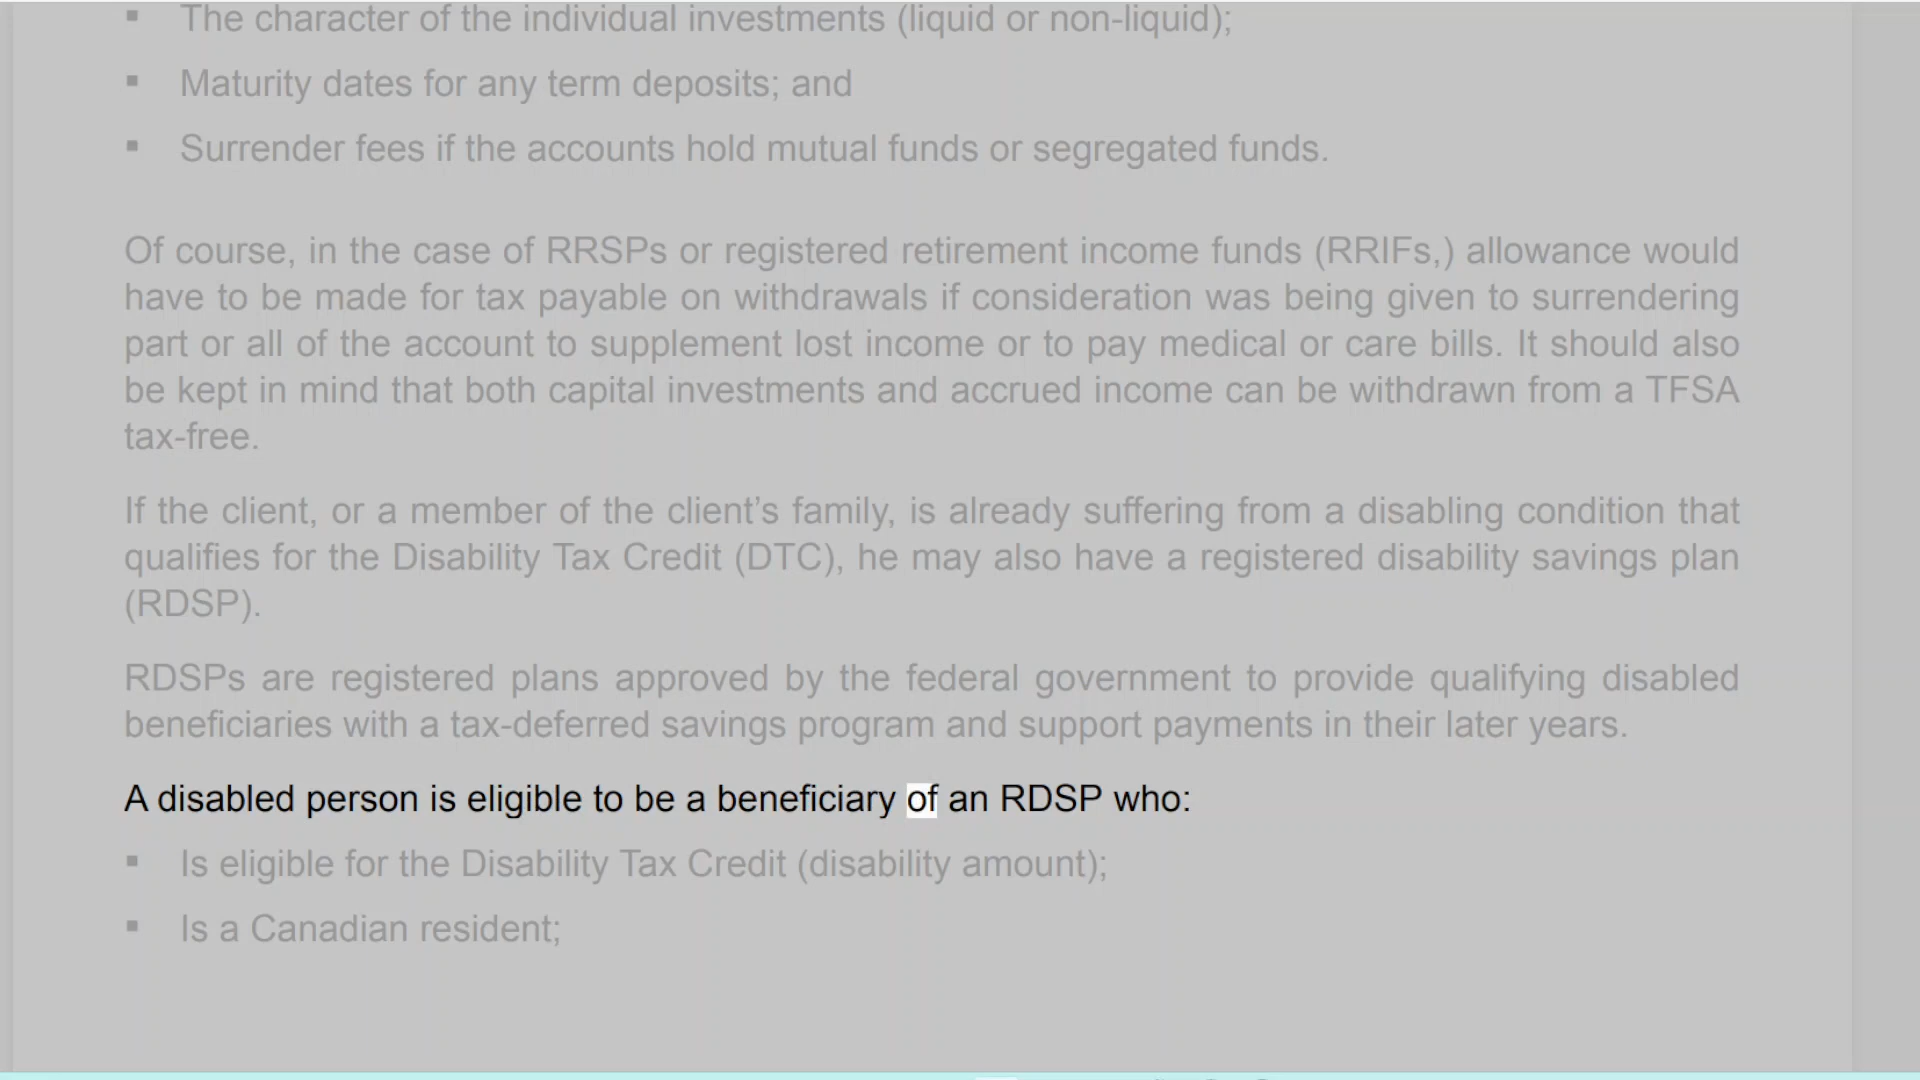 ▪ The character of the individual investments (liquid or non-liquid);
▪ Maturity dates for any term deposits; and
▪ Surrender fees if the accounts hold mutual funds or segregated funds.
Of course, in the case of RRSPs or registered retirement income funds (RRIFs,) allowance would
have to be made for tax payable on withdrawals if consideration was being given to surrendering
part or all of the account to supplement lost income or to pay medical or care bills. It should also
be kept in mind that both capital investments and accrued income can be withdrawn from a TFSA
tax-free.
If the client, or a member of the client’s family, is already suffering from a disabling condition that
qualifies for the Disability Tax Credit (DTC), he may also have a registered disability savings plan
(RDSP).
RDSPs are registered plans approved by the federal government to provide qualifying disabled
beneficiaries with a tax-deferred savings program and support payments in their later years.
A disabled person is eligible to be a beneficiary of an RDSP who:
▪ Is eligible for the Disability Tax Credit (disability amount);
▪ Is a Canadian resident;